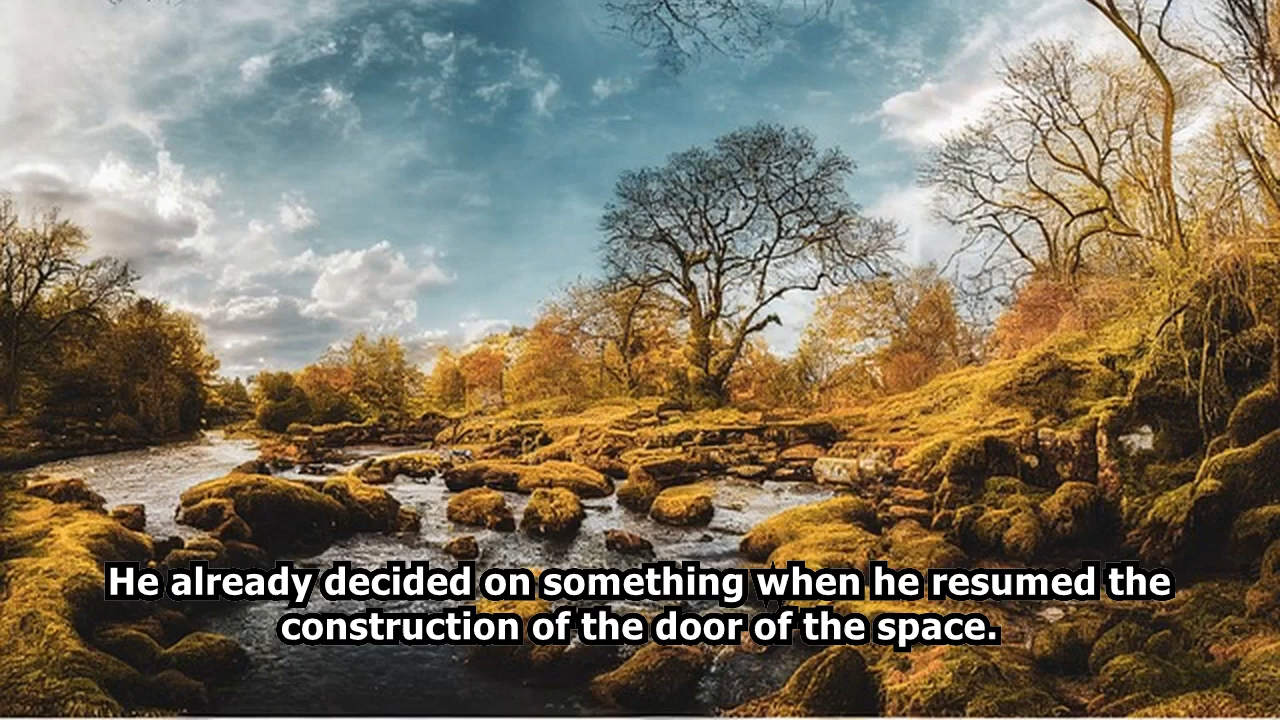 He already decided on something when he resumed the
construction of the door of the space.